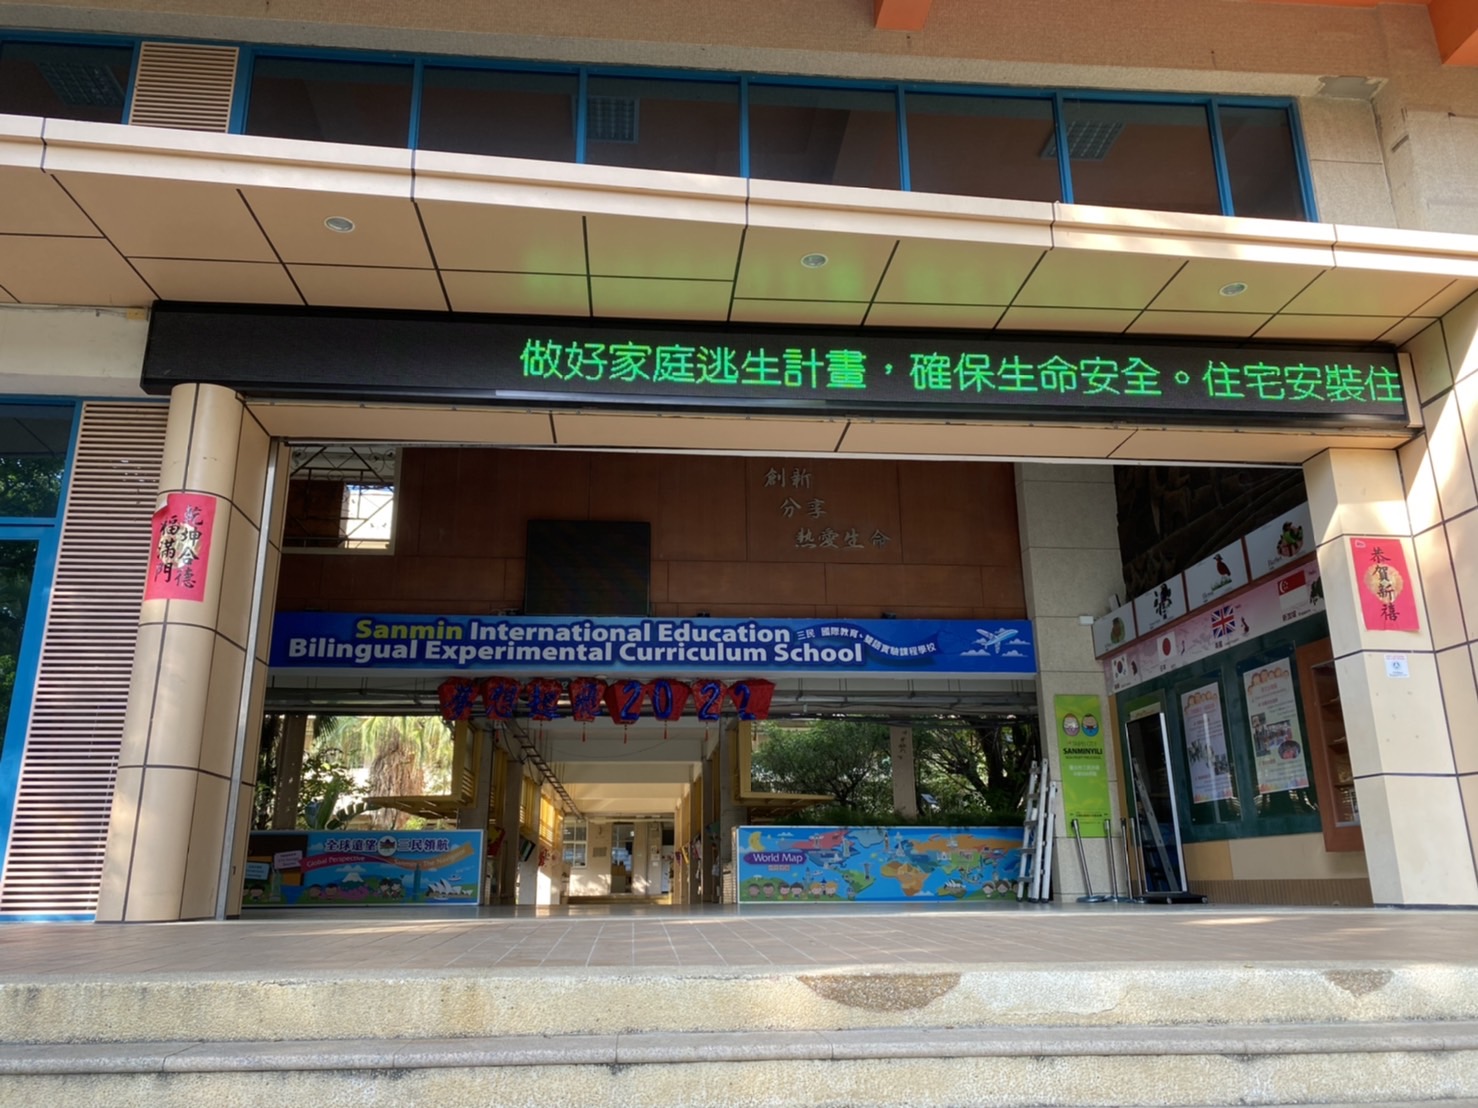 做好家庭逃生計畫，確保生命安全。住宅安裝住
創新
分享
熱愛生命
乾坤合德
福滿門
恭賀新禧
Sanmin International Education
Bilingual Experimental Curriculum School
三民 國際教育、雙語實驗課程學校
2022
SANMINYILI
全球遠望 三民領航
Global Perspective
World Map